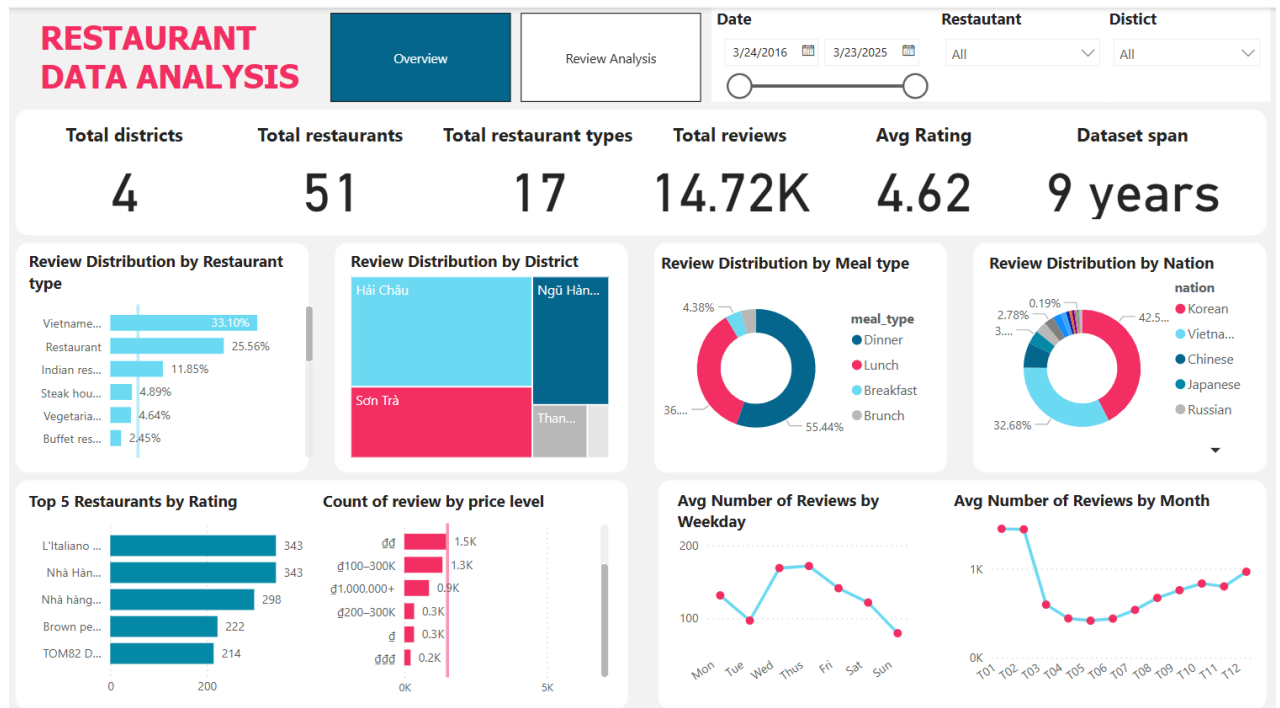 RESTAURANT
DATA ANALYSIS
Overview
Review Analysis
Date
3/24/2016
3/23/2025
Restautant
All
Distict
All
Total districts
4
Total restaurants
51
Total restaurant types
17
Total reviews
14.72K
Avg Rating
4.62
Dataset span
9 years
Review Distribution by Restaurant
type
Vietname...
33.10%
Restaurant
25.56%
Indian res...
11.85%
Steak hou...
4.89%
Vegetaria...
4.64%
Buffet res...
2.45%
Review Distribution by District
Hải Châu
Ngũ Hàn...
Sơn Trà
Than...
Review Distribution by Meal type
4.38%
36....
55.44%
meal_type
Dinner
Lunch
Breakfast
Brunch
Review Distribution by Nation
0.19%
2.78%
3....
42.5...
32.68%
nation
Korean
Vietna...
Chinese
Japanese
Russian
Top 5 Restaurants by Rating
L'Italiano ...
343
Nhà Hàn...
343
Nhà hàng...
298
Brown pe...
222
TOM82 D...
214
0
200
Count of review by price level
₫₫
1.5K
₫100–300K
1.3K
₫1,000,000+
0.9K
₫200–300K
0.3K
₫
0.3K
₫₫₫
0.2K
0K
5K
Avg Number of Reviews by
Weekday
200
100
Mon
Tue
Wed
Thus
Fri
Sat
Sun
Avg Number of Reviews by Month
1K
0K
T01
T02
T03
T04
T05
T06
T07
T08
T09
T10
T11
T12